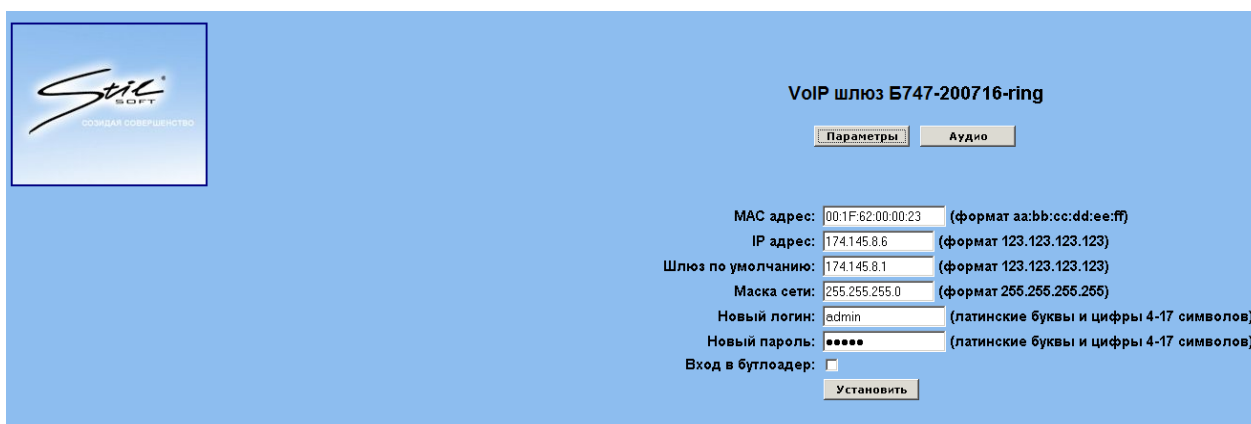 Stil
SOFT
СОЗИДАЯ СОВЕРШЕНСТВО
VoIP шлюз Б747-200716-ring
Параметры Аудио
MAC адрес: 00:1F:62:00:00:23 (формат aa:bb:cc:dd:ee:ff)
IP адрес: 174.145.8.6 (формат 123.123.123.123)
Шлюз по умолчанию: 174.145.8.1 (формат 123.123.123.123)
Маска сети: 255.255.255.0 (формат 255.255.255.255)
Новый логин: admin (латинские буквы и цифры 4-17 символов)
Новый пароль: ●●●●● (латинские буквы и цифры 4-17 символов)
Вход в бутлоадер:
Установить